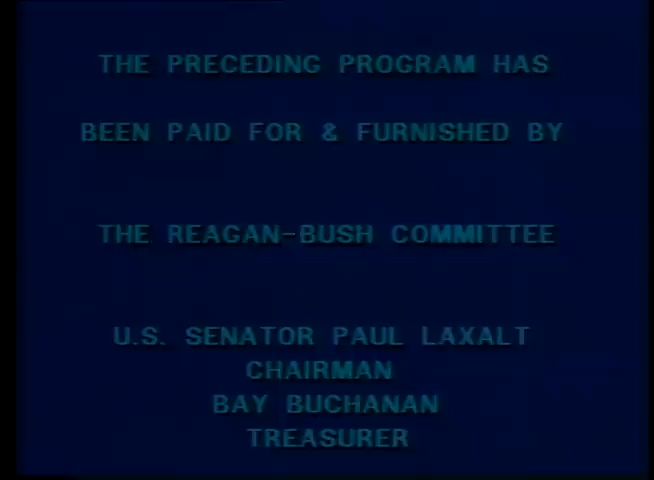 THE PRECEDING PROGRAM HAS
BEEN PAID FOR & FURNISHED BY
THE REAGAN-BUSH COMMITTEE
U.S. SENATOR PAUL LAXALT
CHAIRMAN
BAY BUCHANAN
TREASURER